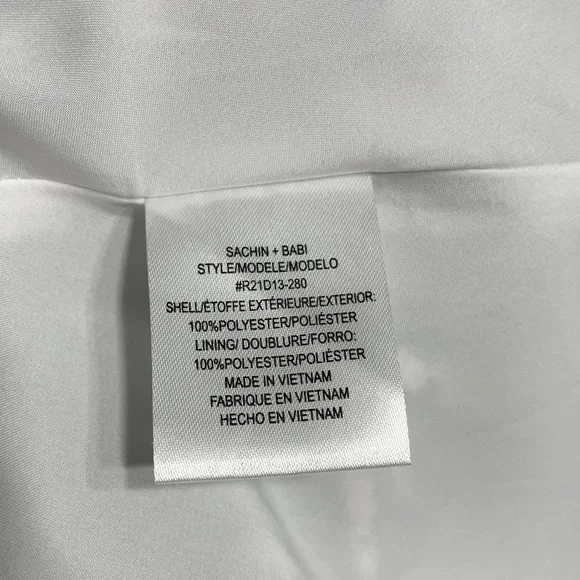 SACHIN + BABI
STYLE/MODELE/MODELO
#R21D13-280
SHELL/ÉTOFFE EXTÉRIEURE/EXTERIOR:
100%POLYESTER/POLIÉSTER
LINING/ DOUBLURE/FORRO:
100%POLYESTER/POLIÉSTER
MADE IN VIETNAM
FABRIQUE EN VIETNAM
HECHO EN VIETNAM